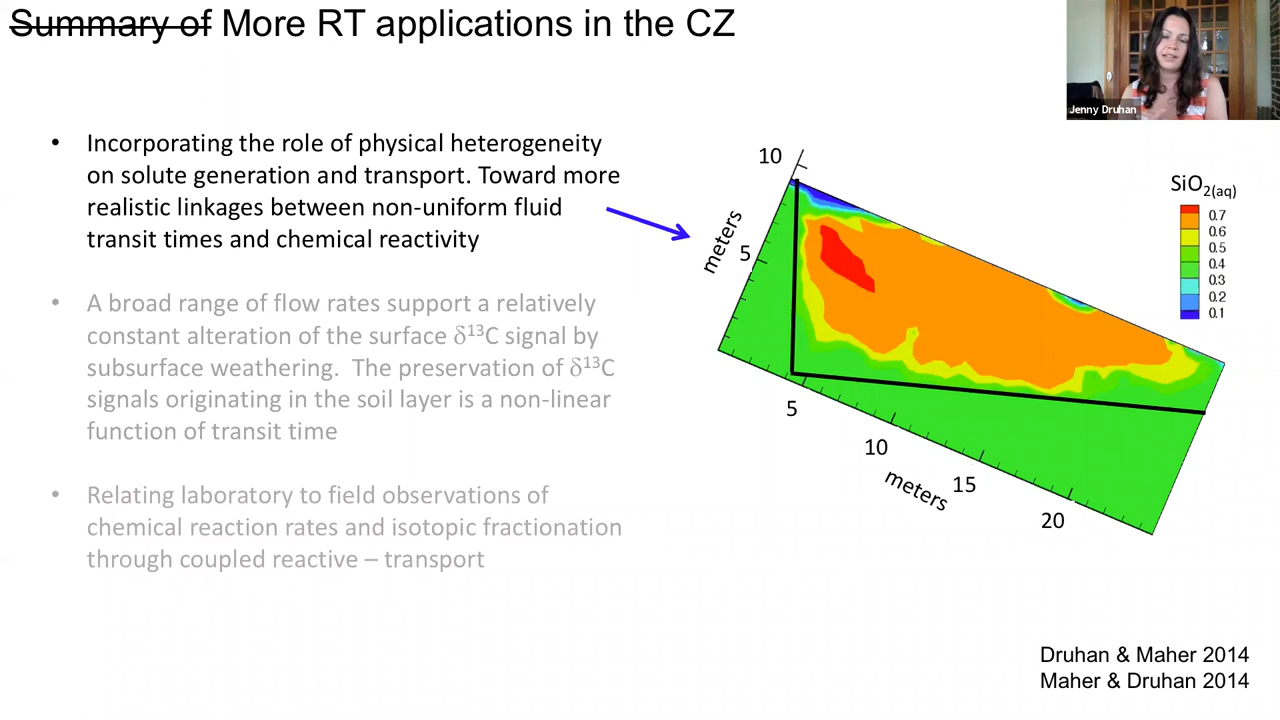 Summary of More RT applications in the CZ
Jenny Druhan
• Incorporating the role of physical heterogeneity
on solute generation and transport. Toward more
realistic linkages between non-uniform fluid
transit times and chemical reactivity
• A broad range of flow rates support a relatively
constant alteration of the surface δ¹³C signal by
subsurface weathering. The preservation of δ¹³C
signals originating in the soil layer is a non-linear
function of transit time
• Relating laboratory to field observations of
chemical reaction rates and isotopic fractionation
through coupled reactive – transport
10
meters
5
5
10
meters
15
20
SiO₂₍aq₎
0.7
0.6
0.5
0.4
0.3
0.2
0.1
Druhan & Maher 2014
Maher & Druhan 2014